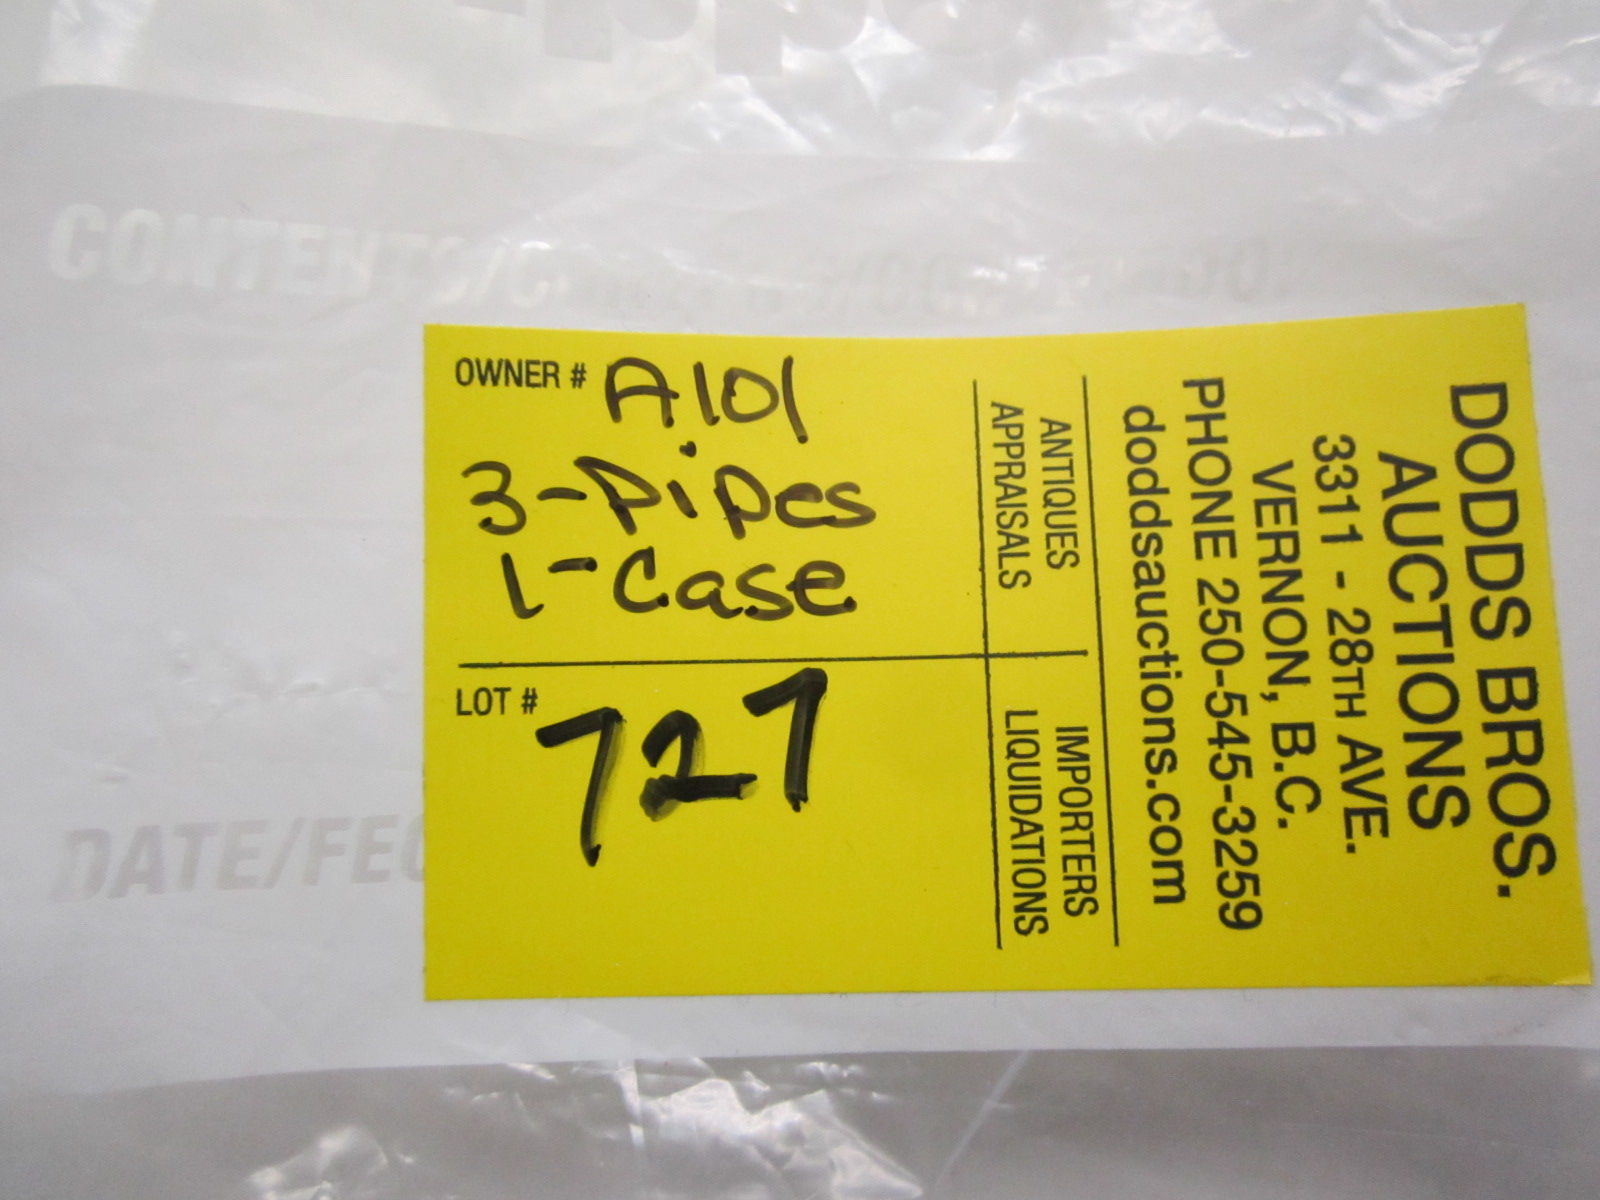 CONTENTS/C
OWNER # A101
3-Pipes
1-Case
LOT # 727
DATE/FEC
ANTIQUES
APPRAISALS
IMPORTERS
LIQUIDATIONS
DODDS BROS.
AUCTIONS
3311 - 28TH AVE.
VERNON, B.C.
PHONE 250-545-3259
doddsauctions.com